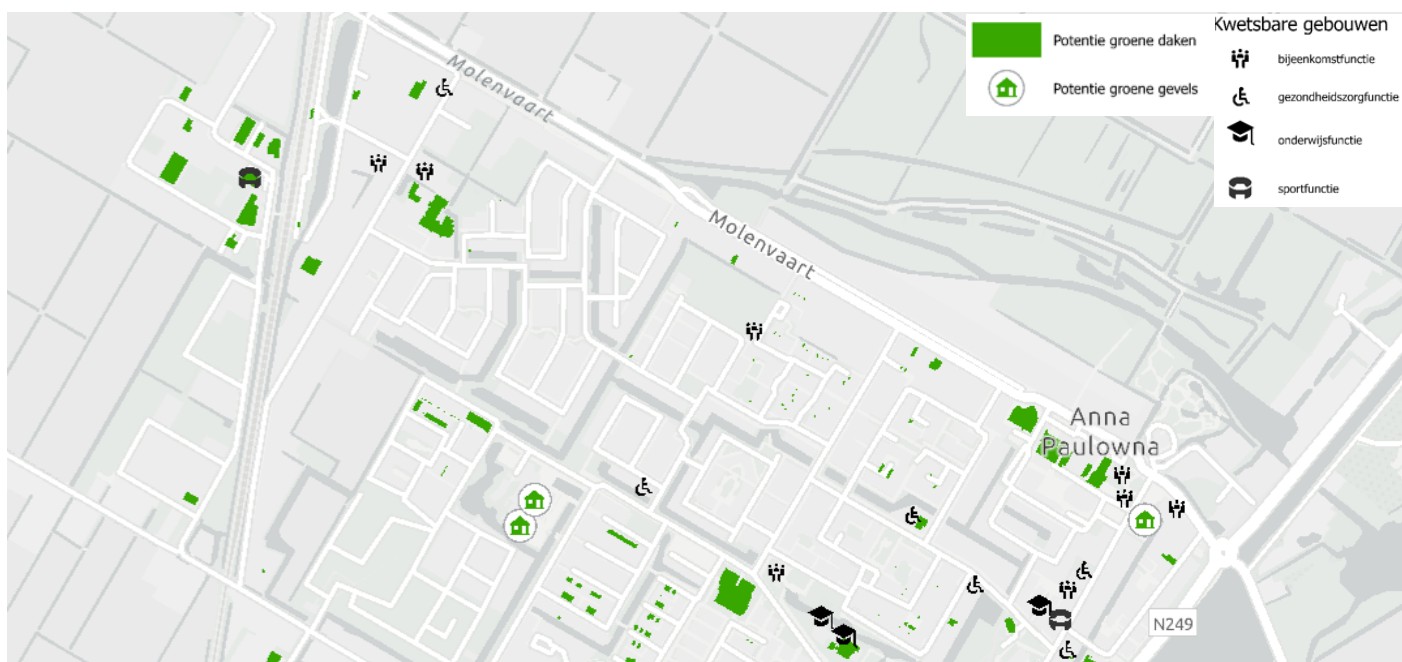 Potentie groene daken
Potentie groene gevels
Kwetsbare gebouwen
bijeenkomstfunctie
gezondheidszorgfunctie
onderwijsfunctie
sportfunctie
Molenvaart
Molenvaart
Anna
Paulowna
N249